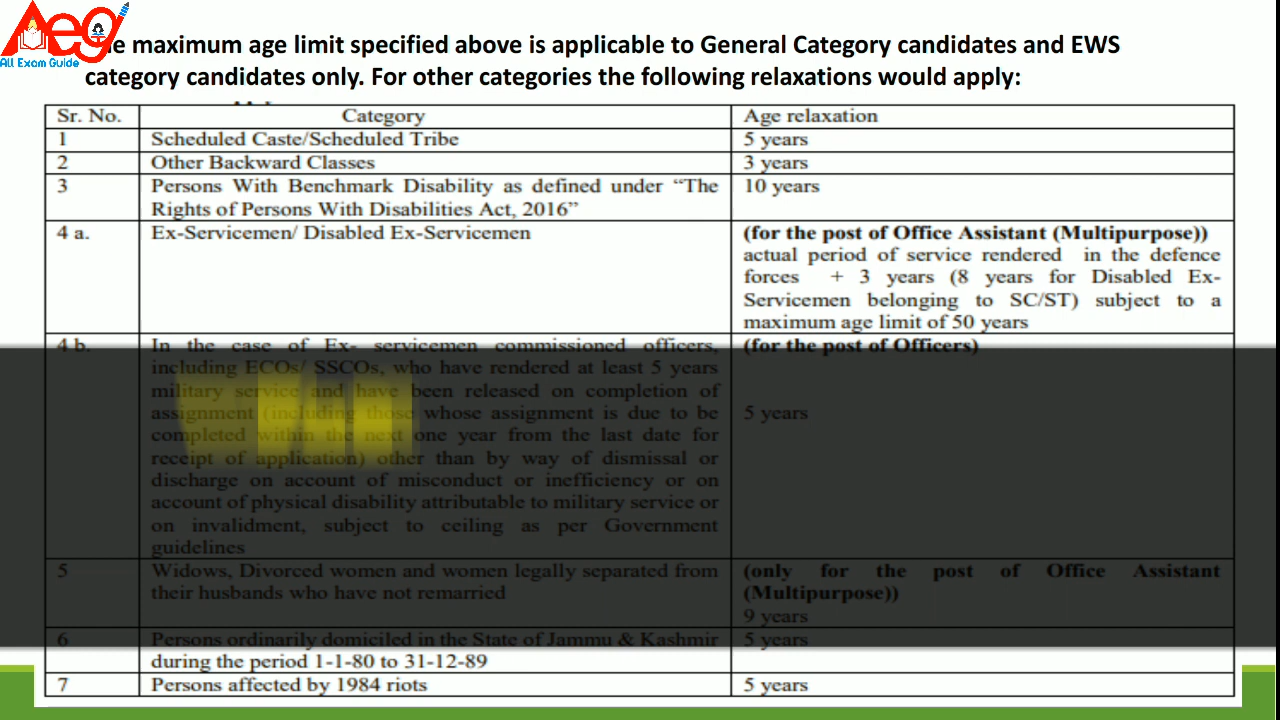 Aeg
All Exam Guide
e maximum age limit specified above is applicable to General Category candidates and EWS
category candidates only. For other categories the following relaxations would apply:
Sr. No. Category Age relaxation
1 Scheduled Caste/Scheduled Tribe 5 years
2 Other Backward Classes 3 years
3 Persons With Benchmark Disability as defined under “The 10 years
Rights of Persons With Disabilities Act, 2016”
4 a. Ex-Servicemen/ Disabled Ex-Servicemen (for the post of Office Assistant (Multipurpose))
actual period of service rendered in the defence
forces + 3 years (8 years for Disabled Ex-
Servicemen belonging to SC/ST) subject to a
maximum age limit of 50 years
4 b. In the case of Ex- servicemen commissioned officers, (for the post of Officers)
including ECOs/ SSCOs, who have rendered at least 5 years
military service and have been released on completion of
assignment (including those whose assignment is due to be 5 years
completed within the next one year from the last date for
receipt of application) other than by way of dismissal or
discharge on account of misconduct or inefficiency or on
account of physical disability attributable to military service or
on invalidment, subject to ceiling as per Government
guidelines
5 Widows, Divorced women and women legally separated from (only for the post of Office Assistant
their husbands who have not remarried (Multipurpose))
9 years
6 Persons ordinarily domiciled in the State of Jammu & Kashmir 5 years
during the period 1-1-80 to 31-12-89
7 Persons affected by 1984 riots 5 years